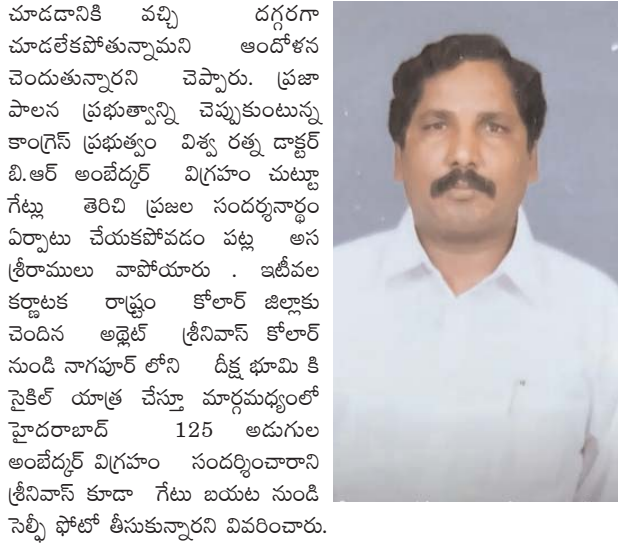 చూడడానికి వచ్చి దగ్గరగా
చూడలేకపోతున్నామని ఆందోళన
చెందుతున్నారని చెప్పారు. ప్రజా
పాలన ప్రభుత్వాన్ని చెప్పుకుంటున్న
కాంగ్రెస్ ప్రభుత్వం విశ్వ రత్న డాక్టర్
బి.ఆర్ అంబేద్కర్ విగ్రహం చుట్టూ
గేట్లు తెరిచి ప్రజల సందర్శనార్థం
ఏర్పాటు చేయకపోవడం పట్ల అస
శ్రీరాములు వాపోయారు . ఇటీవల
కర్ణాటక రాష్ట్రం కోలార్ జిల్లాకు
చెందిన అథ్లెట్ శ్రీనివాస్ కోలార్
నుండి నాగపూర్ లోని దీక్ష భూమి కి
సైకిల్ యాత్ర చేస్తూ మార్గమధ్యంలో
హైదరాబాద్ 125 అడుగుల
అంబేద్కర్ విగ్రహం సందర్శించారాని
శ్రీనివాస్ కూడా గేటు బయట నుండి
సెల్ఫీ ఫోటో తీసుకున్నారని వివరించారు.